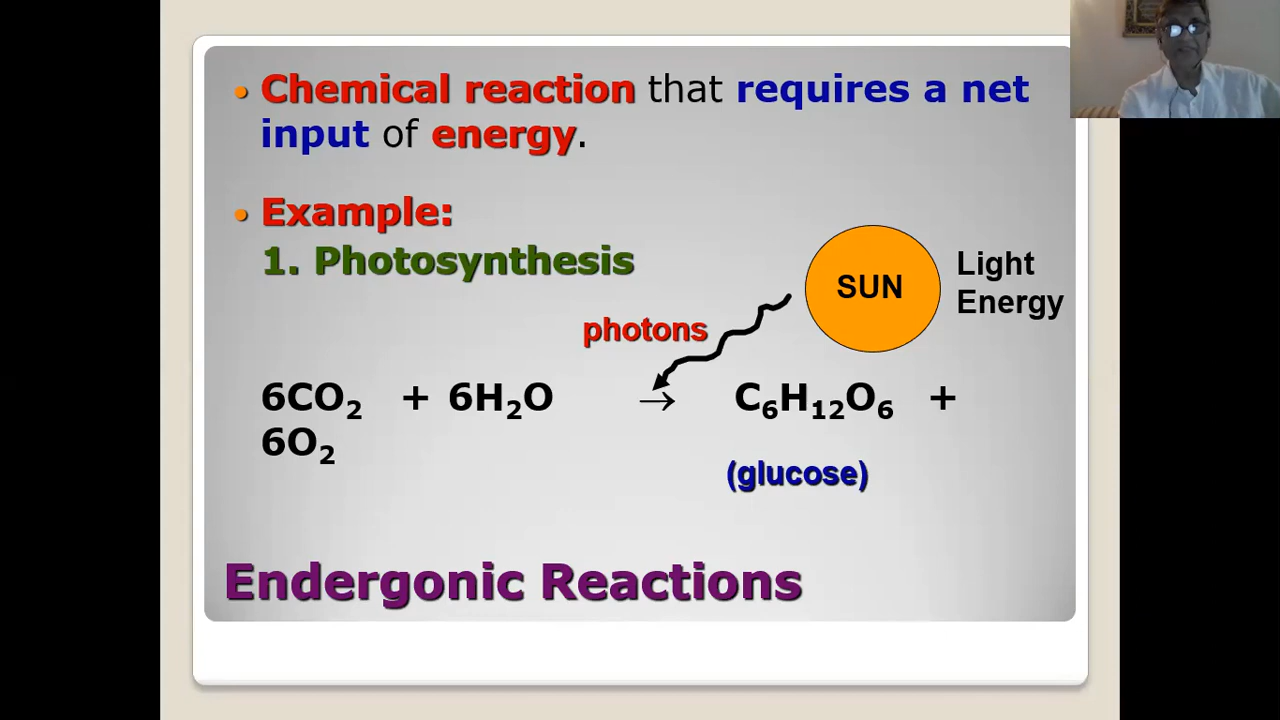 • Chemical reaction that requires a net
input of energy.
• Example:
1. Photosynthesis
SUN
Light
Energy
photons
6CO₂ + 6H₂O → C₆H₁₂O₆ +
6O₂
(glucose)
Endergonic Reactions